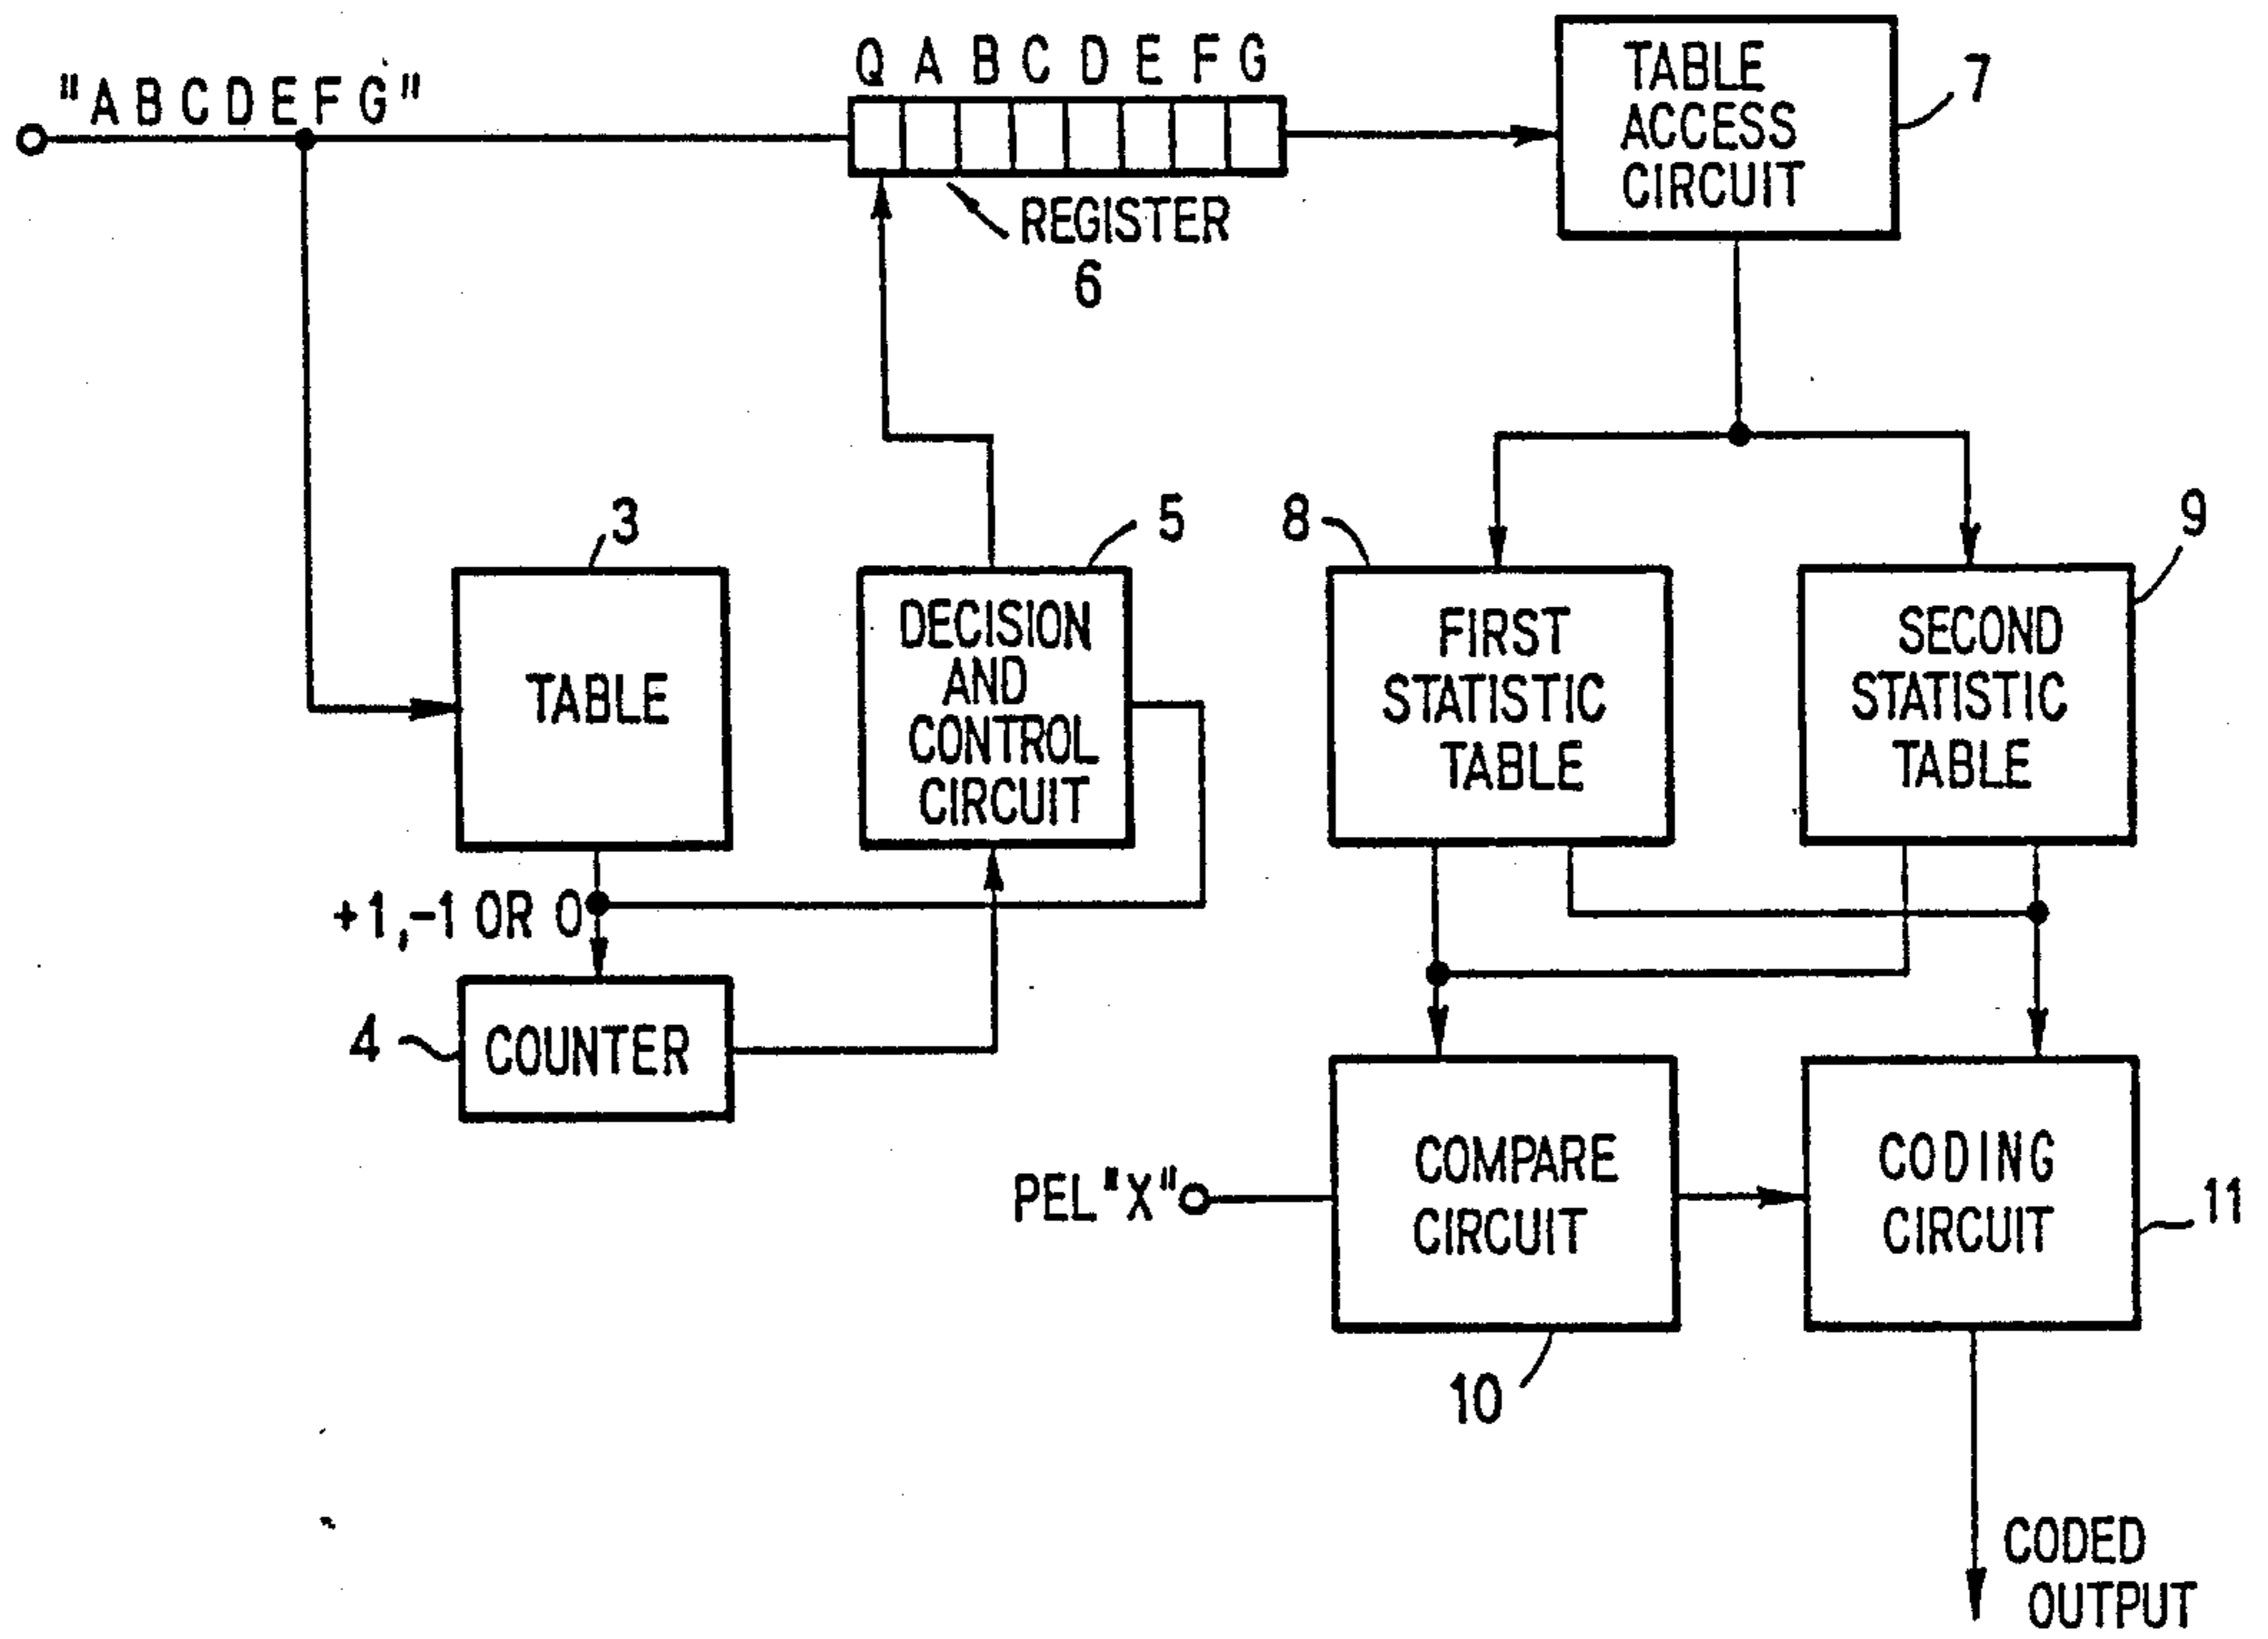 "A B C D E F G"
Q A B C D E F G
REGISTER
6
TABLE
ACCESS
CIRCUIT
7
3
TABLE
+1,-1 OR 0
4
COUNTER
5
DECISION
AND
CONTROL
CIRCUIT
8
FIRST
STATISTIC
TABLE
9
SECOND
STATISTIC
TABLE
PEL "X"
COMPARE
CIRCUIT
10
CODING
CIRCUIT
11
CODED
OUTPUT